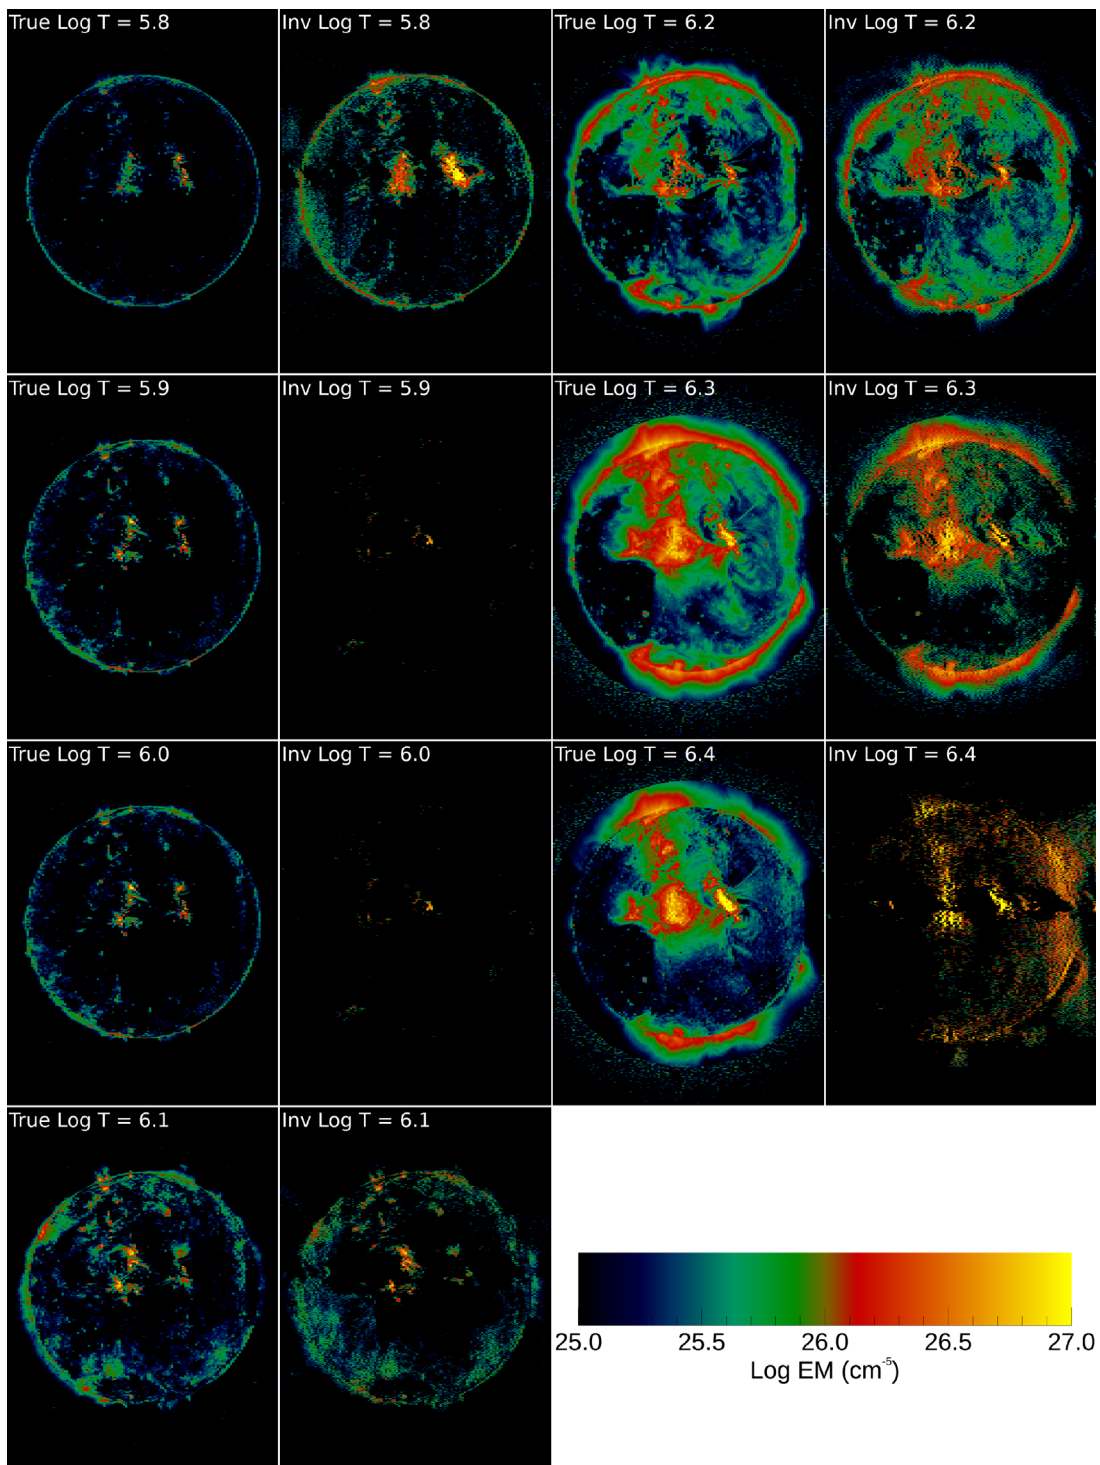 True Log T = 5.8
Inv Log T = 5.8
True Log T = 6.2
Inv Log T = 6.2
True Log T = 5.9
Inv Log T = 5.9
True Log T = 6.3
Inv Log T = 6.3
True Log T = 6.0
Inv Log T = 6.0
True Log T = 6.4
Inv Log T = 6.4
True Log T = 6.1
Inv Log T = 6.1
25.0 25.5 26.0 26.5 27.0
Log EM (cm⁻⁵)